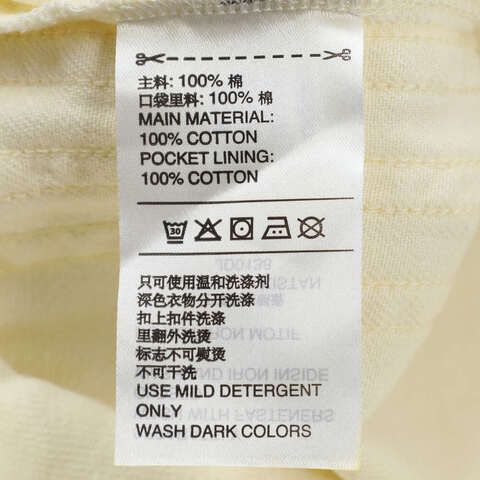 主料: 100% 棉
口袋里料: 100% 棉
MAIN MATERIAL:
100% COTTON
POCKET LINING:
100% COTTON
30
只可使用温和洗涤剂
深色衣物分开洗涤
扣上扣件洗涤
里翻外洗烫
标志不可熨烫
不可干洗
USE MILD DETERGENT
ONLY
WASH DARK COLORS